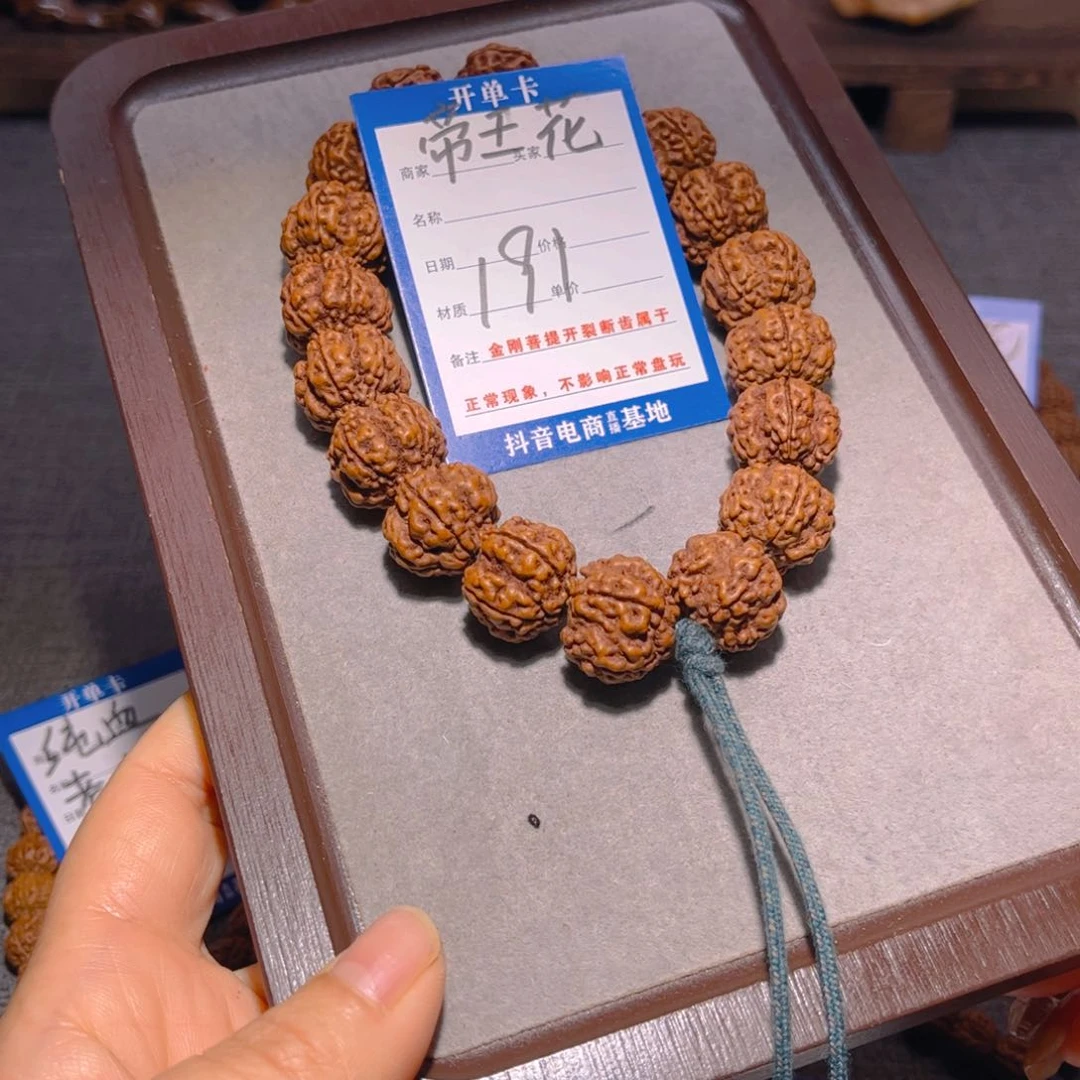 开单卡
帝王花
商家 买家
名称
日期 价格
191
材质 单价
备注 金刚菩提开裂断齿属于
正常现象，不影响正常盘玩
抖音电商直播基地
开单卡
纯血